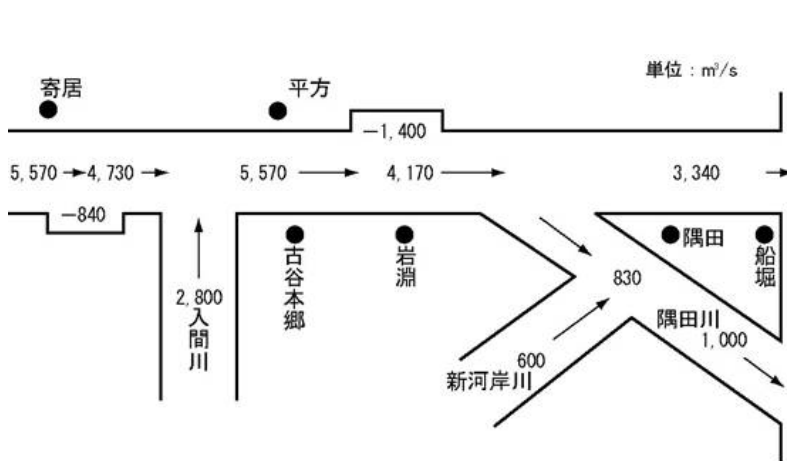 単位：m³/s
寄居
平方
－1,400
5,570
4,730
5,570
4,170
3,340
－840
隅田
船堀
古谷本郷
岩淵
2,800
入間川
830
隅田川
1,000
600
新河岸川